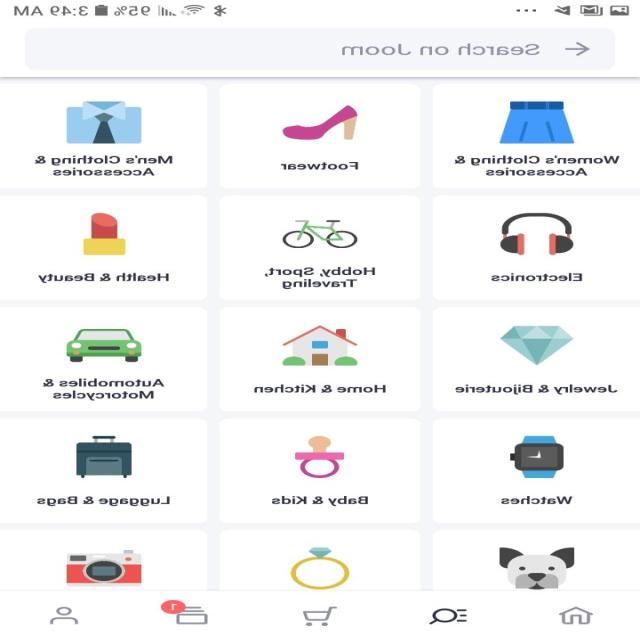 3:49 AM
95%
Search on Joom
Women's Clothing &
Accessories
Footwear
Men's Clothing &
Accessories
Electronics
Hobby, Sport,
Traveling
Health & Beauty
Jewelry & Bijouterie
Home & Kitchen
Automobiles &
Motorcycles
Watches
Baby & Kids
Luggage & Bags
1